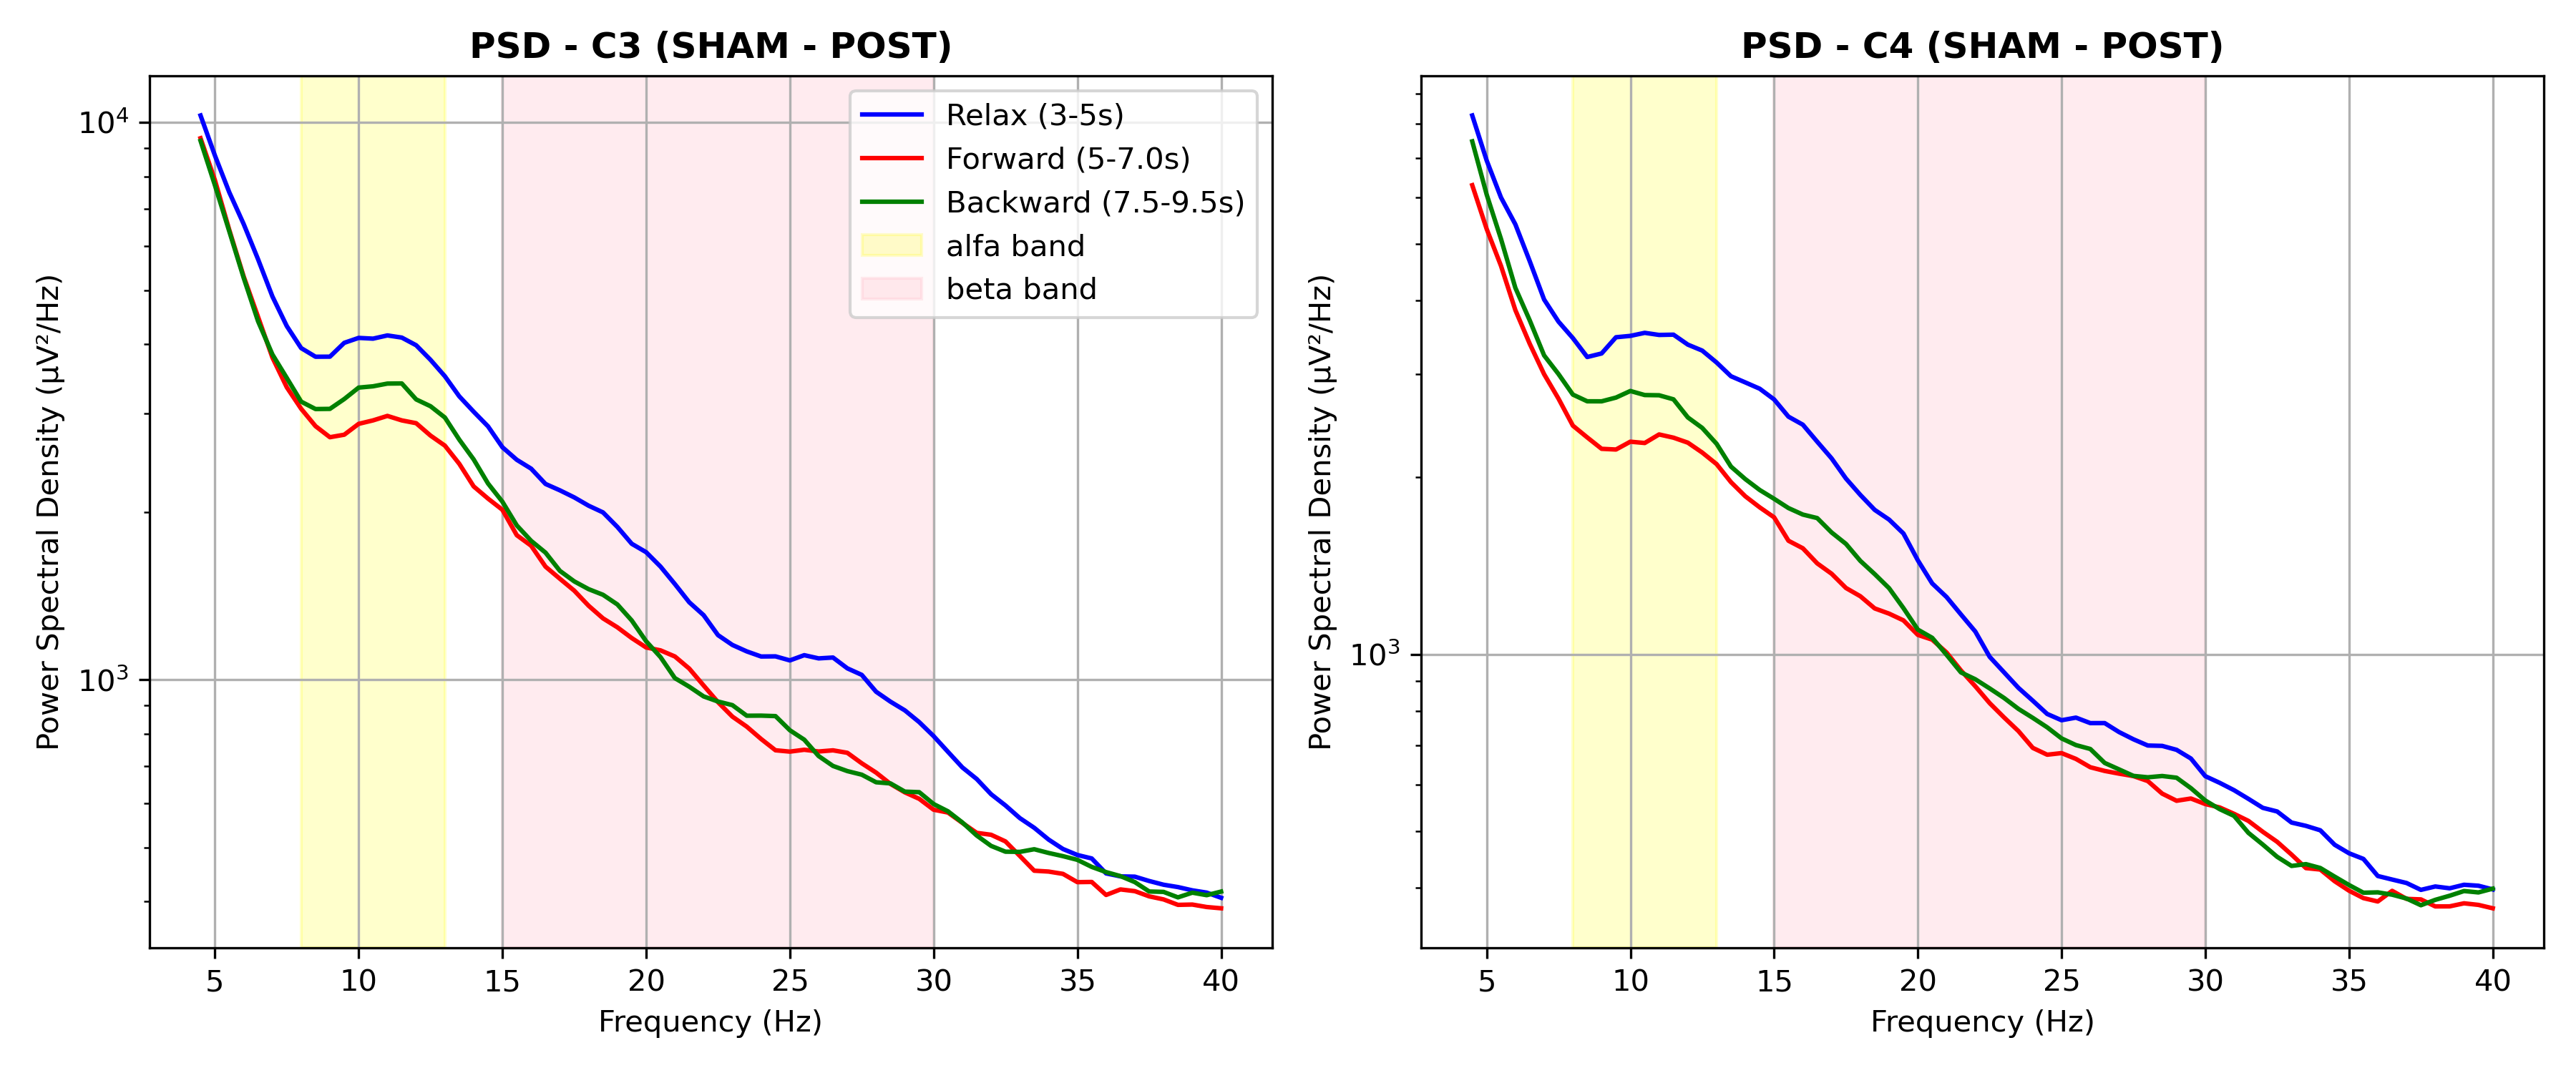 PSD - C3 (SHAM - POST)
Power Spectral Density (µV²/Hz)
10⁴
10³
Relax (3-5s)
Forward (5-7.0s)
Backward (7.5-9.5s)
alfa band
beta band
5 10 15 20 25 30 35 40
Frequency (Hz)
PSD - C4 (SHAM - POST)
Power Spectral Density (µV²/Hz)
10³
5 10 15 20 25 30 35 40
Frequency (Hz)